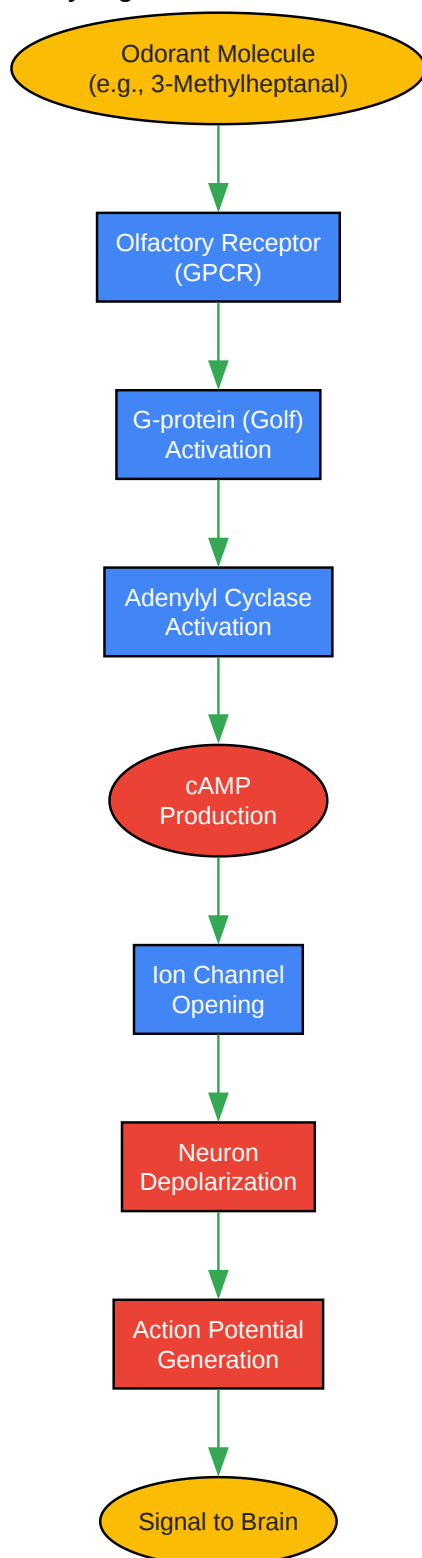 Odorant Molecule
(e.g., 3-Methylheptanal)
Olfactory Receptor
(GPCR)
G-protein (Golf)
Activation
Adenylyl Cyclase
Activation
cAMP
Production
Ion Channel
Opening
Neuron
Depolarization
Action Potential
Generation
Signal to Brain